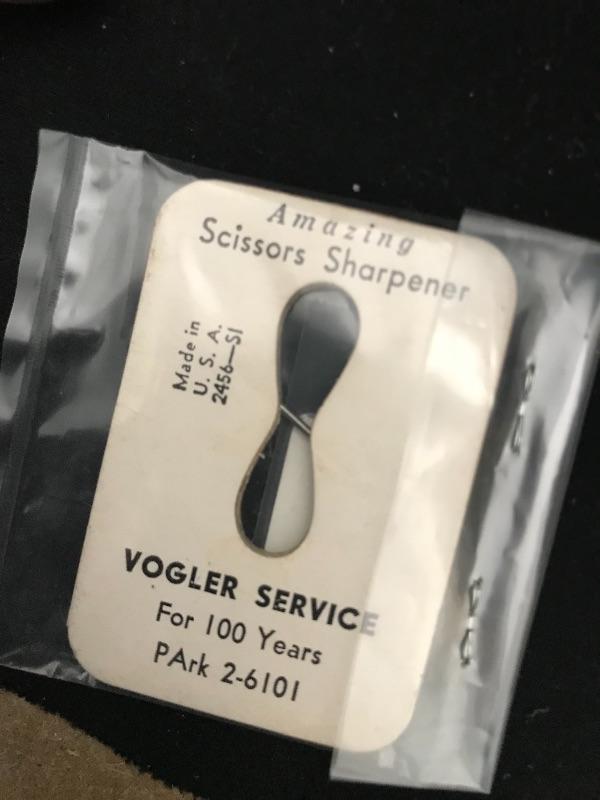 Amazing
Scissors Sharpener
Made in
U. S. A.
2456—SI
VOGLER SERVICE
For 100 Years
PArk 2-6101